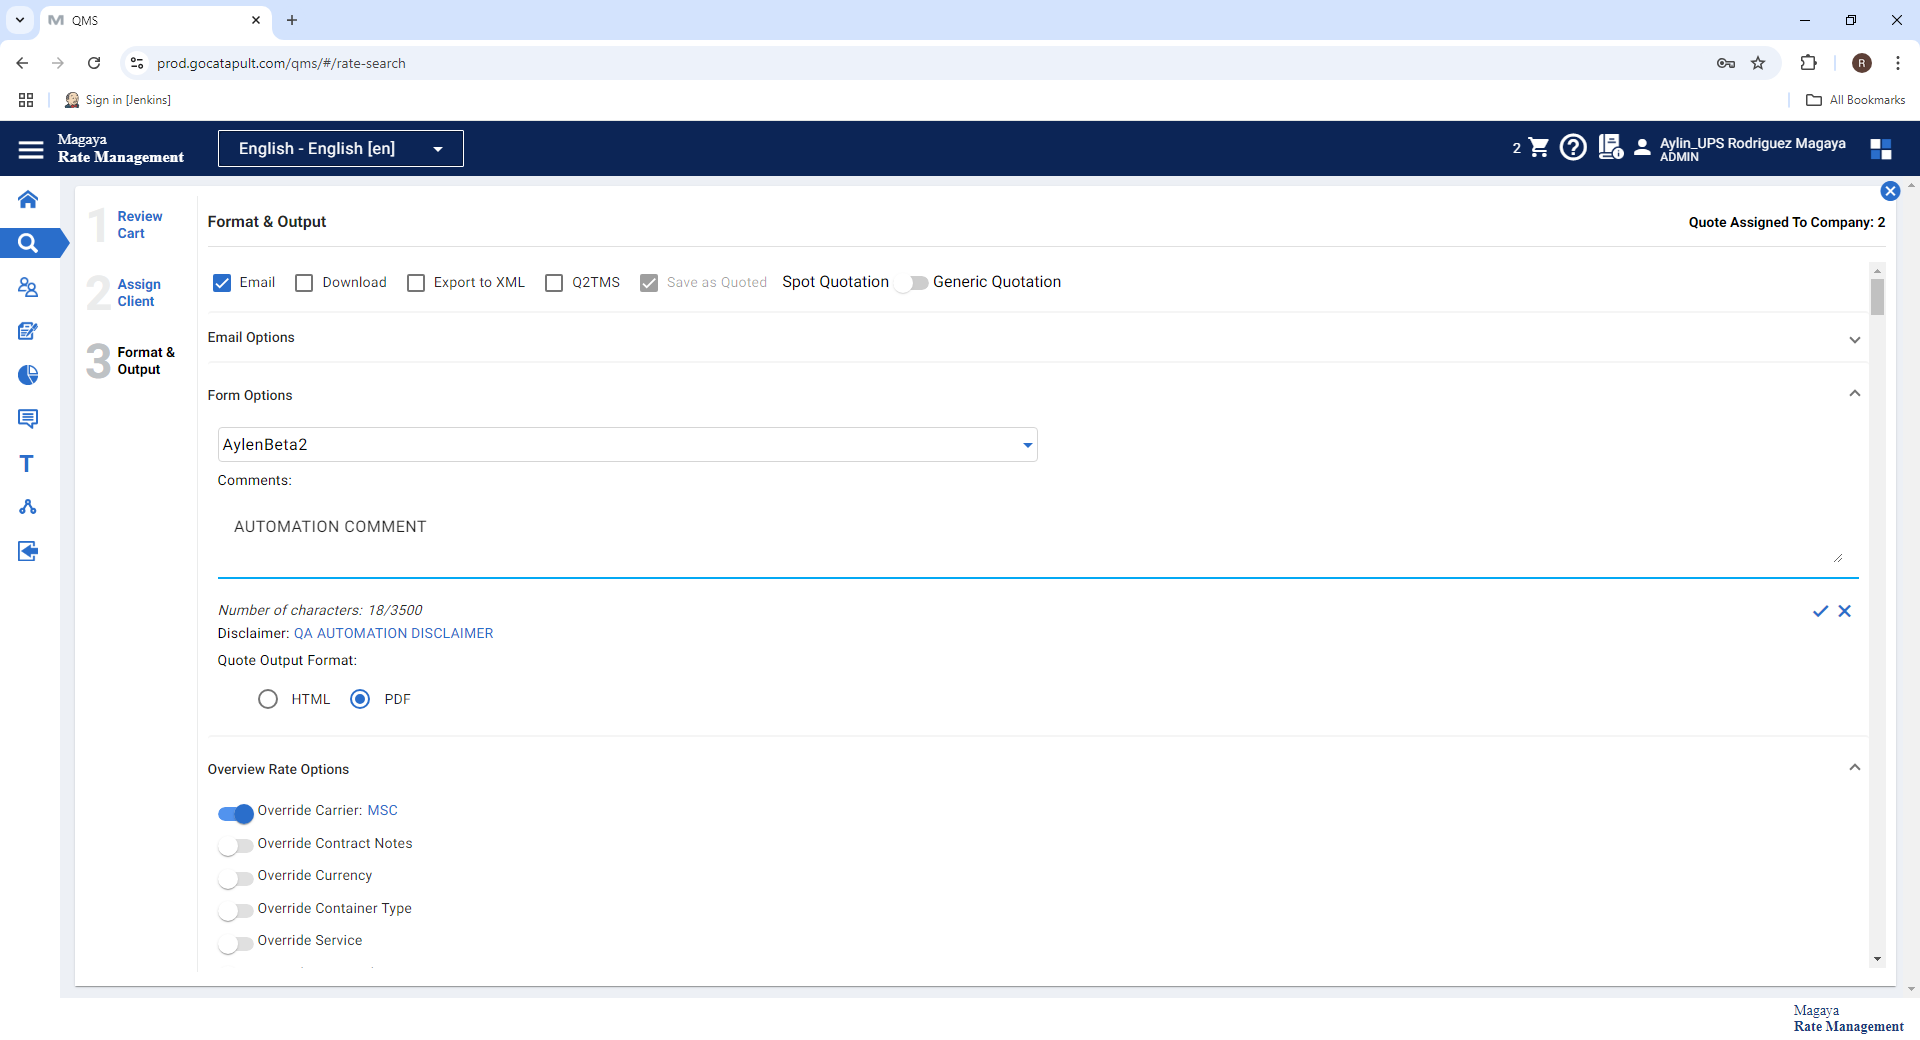 QMS
prod.gocatapult.com/qms/#/rate-search
R
Sign in [Jenkins]
All Bookmarks
Magaya
Rate Management
English - English [en]
2
Aylin_UPS Rodriguez Magaya
ADMIN
1 Review
Cart
2 Assign
Client
3 Format &
Output
Format & Output
Quote Assigned To Company: 2
Email
Download
Export to XML
Q2TMS
Save as Quoted
Spot Quotation
Generic Quotation
Email Options
Form Options
AylenBeta2
Comments:
AUTOMATION COMMENT
Number of characters: 18/3500
Disclaimer: QA AUTOMATION DISCLAIMER
Quote Output Format:
HTML
PDF
Overview Rate Options
Override Carrier: MSC
Override Contract Notes
Override Currency
Override Container Type
Override Service
T
Magaya
Rate Management